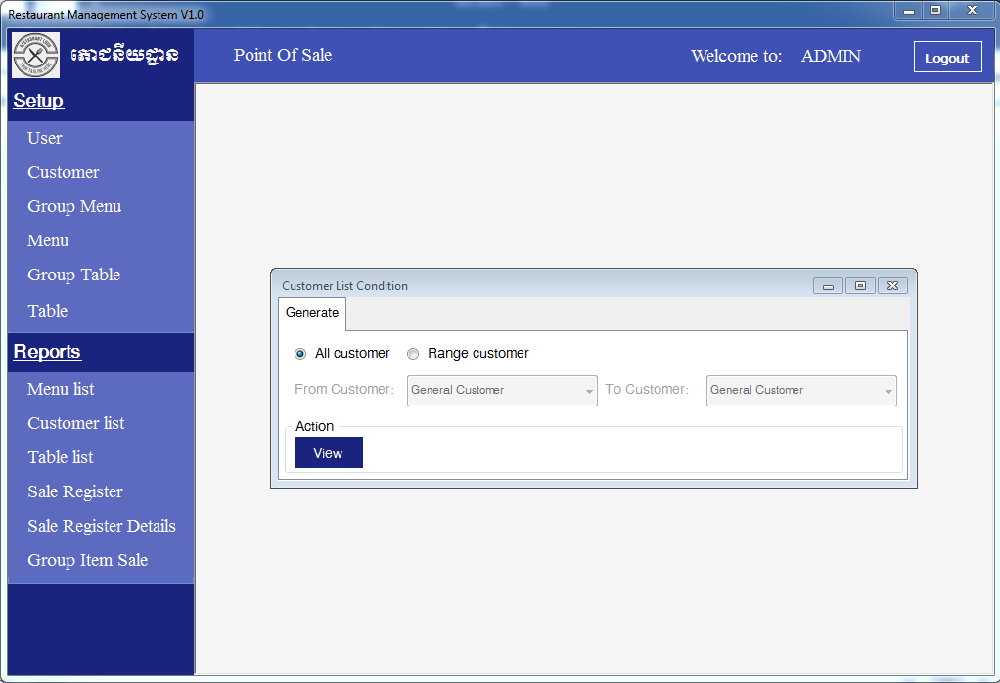 Restaurant Management System V1.0
ភោជនីយដ្ឋាន
Point Of Sale
Welcome to: ADMIN
Logout
Setup
User
Customer
Group Menu
Menu
Group Table
Table
Reports
Menu list
Customer list
Table list
Sale Register
Sale Register Details
Group Item Sale
Customer List Condition
Generate
All customer Range customer
From Customer: General Customer To Customer: General Customer
Action
View